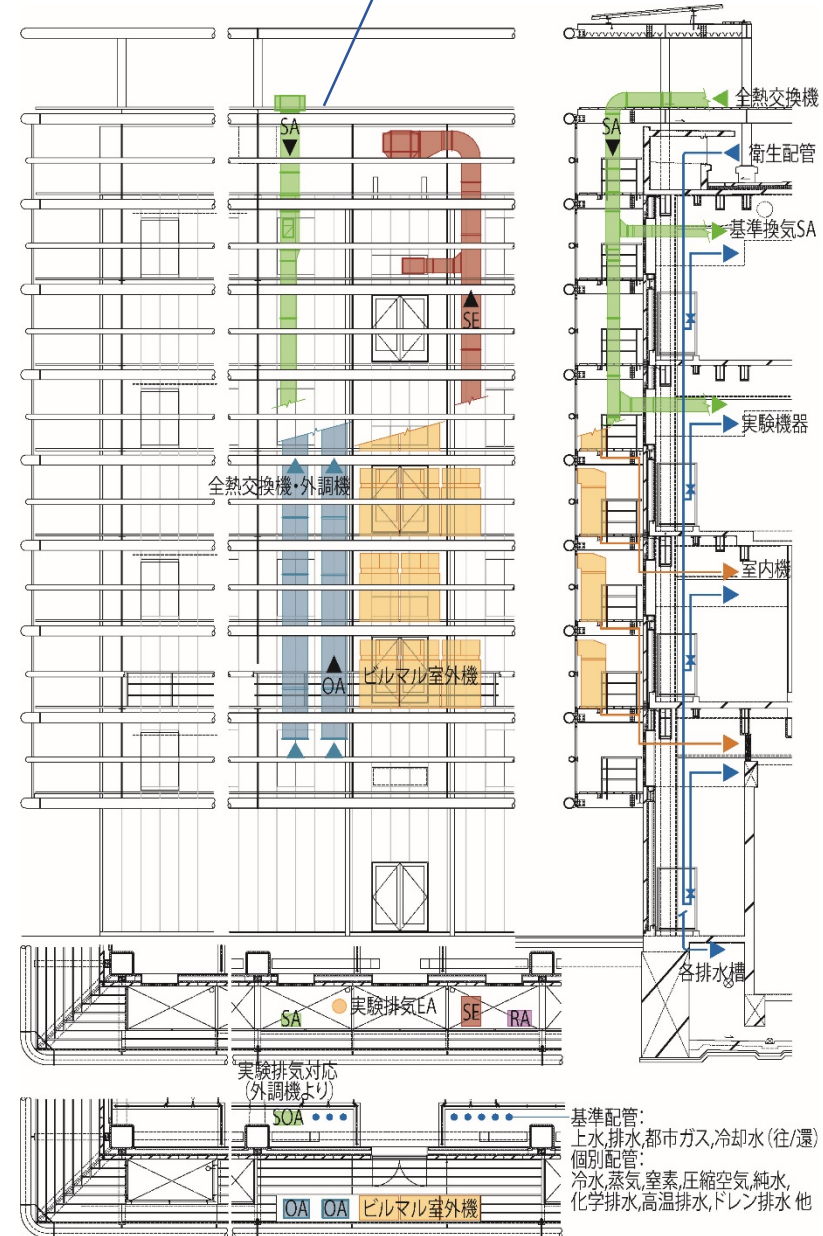 全熱交換機
SA
SA
衛生配管
基準換気SA
SE
実験機器
全熱交換機・外調機
室内機
OA
ビルマル室外機
各排水槽
SA
実験排気EA
SE
RA
実験排気対応
(外調機より)
SOA
基準配管:
上水,排水,都市ガス,冷却水(往/還)
個別配管:
冷水,蒸気,窒素,圧縮空気,純水,
化学排水,高温排水,ドレン排水 他
OA
OA
ビルマル室外機